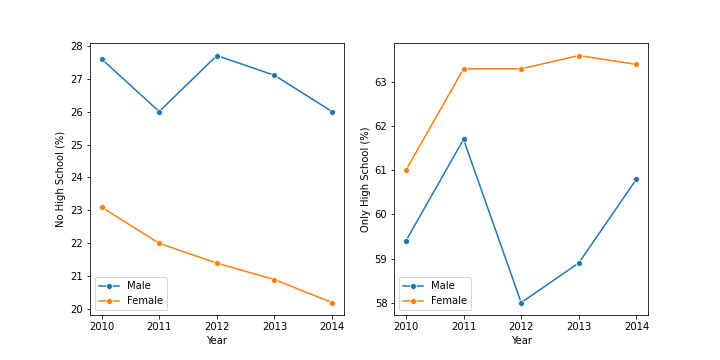 28
27
26
25
24
23
22
21
20
No High School (%)
Male
Female
2010 2011 2012 2013 2014
Year
63
62
61
60
59
58
Only High School (%)
Male
Female
2010 2011 2012 2013 2014
Year